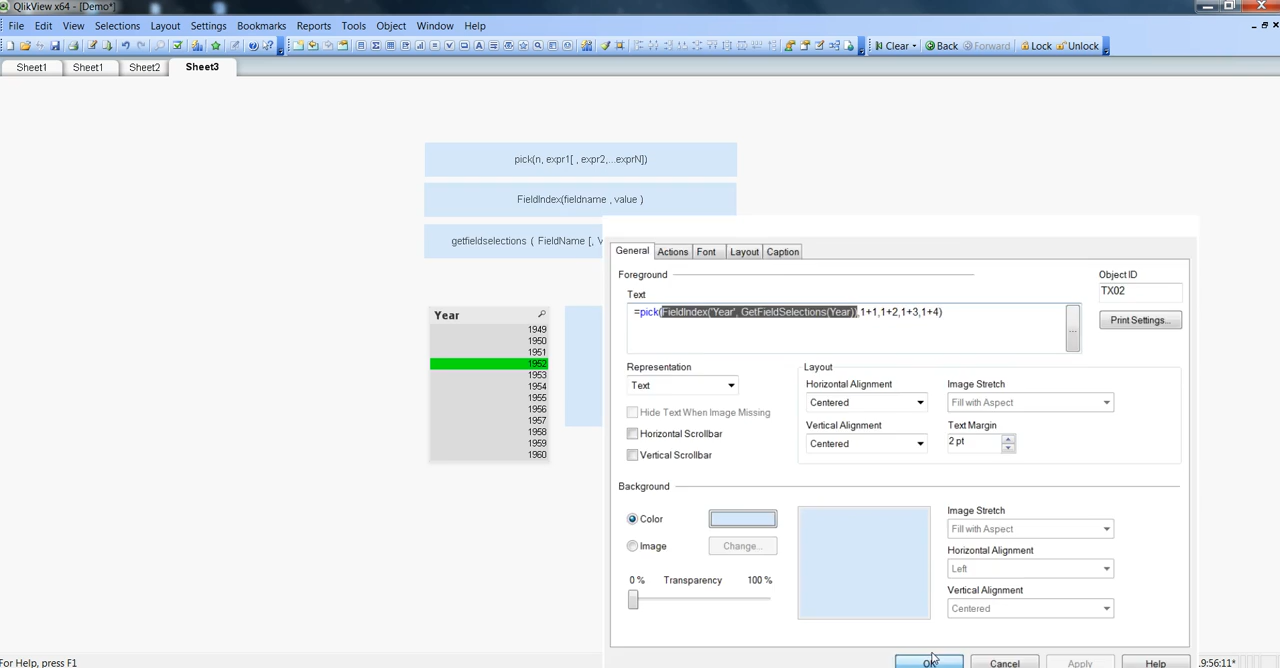 QlikView x64 - [Demo*]
File Edit View Selections Layout Settings Bookmarks Reports Tools Object Window Help
Clear Back Forward Lock Unlock
Sheet1 Sheet1 Sheet2 Sheet3
pick(n, expr1[ , expr2,...exprN])
FieldIndex(fieldname , value )
getfieldselections ( FieldName [,
General Actions Font Layout Caption
Foreground
Object ID
Text
TX02
=pick(FieldIndex('Year', GetFieldSelections(Year)),1+1,1+2,1+3,1+4)
Print Settings...
...
Year
1949
1950
1951
1952
1953
1954
1955
1956
1957
1958
1959
1960
Representation
Text
Hide Text When Image Missing
Horizontal Scrollbar
Vertical Scrollbar
Layout
Horizontal Alignment Image Stretch
Centered Fill with Aspect
Vertical Alignment Text Margin
Centered 2 pt
Background
Color
Image Change...
0 % Transparency 100 %
Image Stretch
Fill with Aspect
Horizontal Alignment
Left
Vertical Alignment
Centered
OK Cancel Apply Help
For Help, press F1
9:56:11*